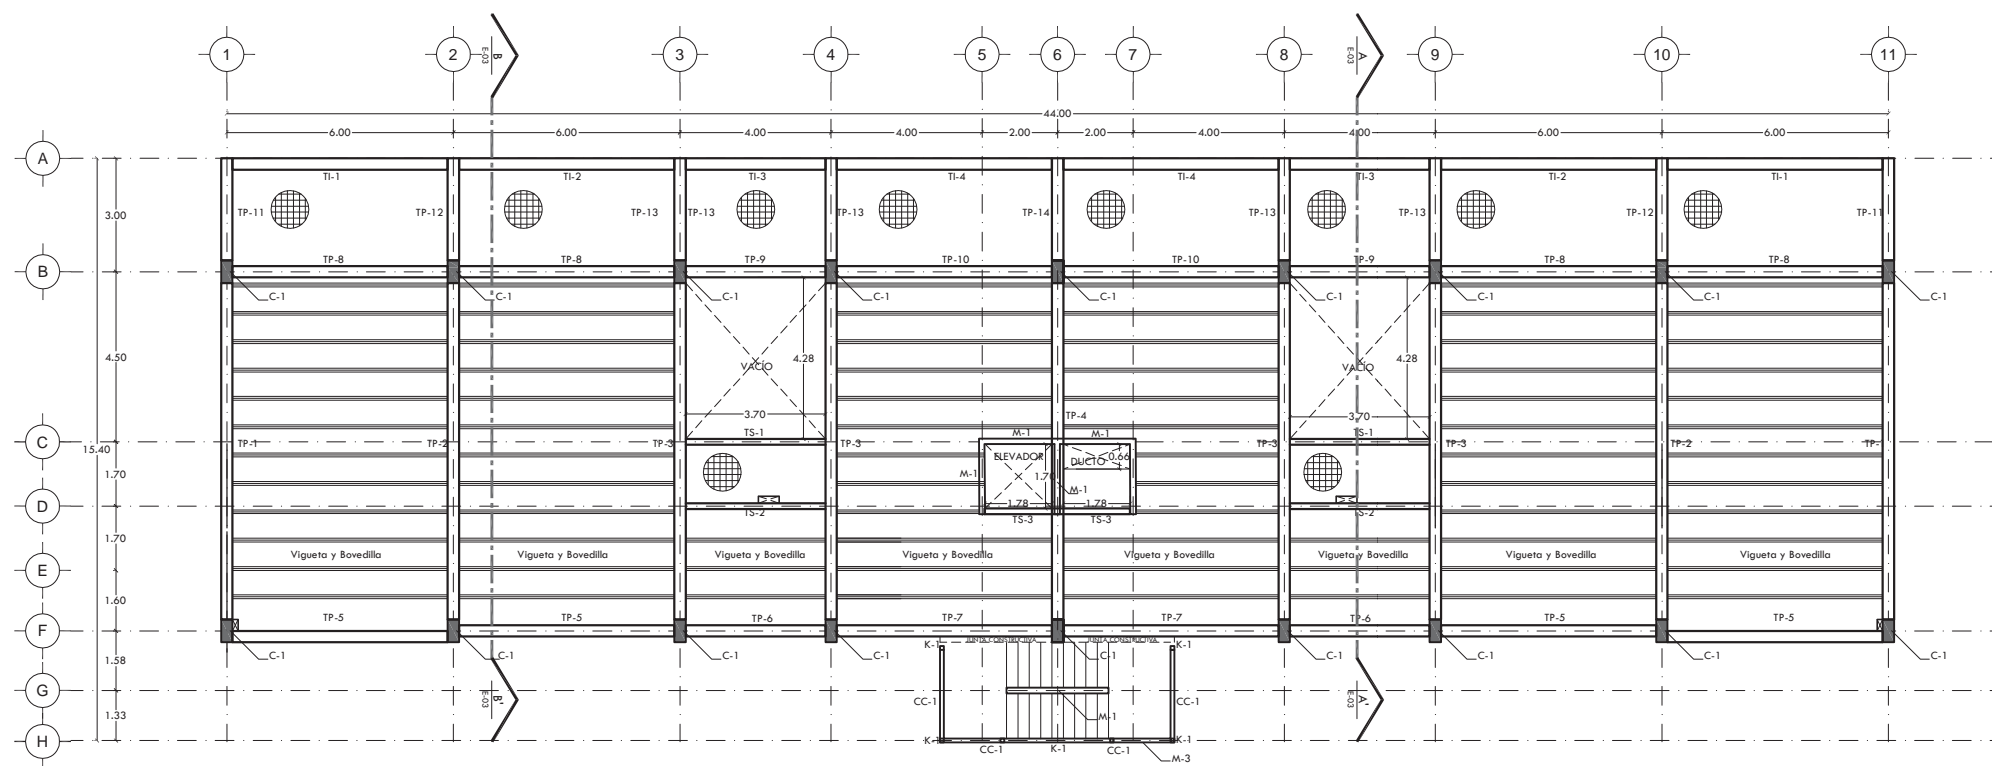 1 2 3 4 5 6 7 8 9 10 11
B E-03 A E-03
44.00
6.00 6.00 4.00 4.00 2.00 2.00 4.00 4.00 6.00 6.00
A
TI-1 TI-2 TI-3 TI-4 TI-4 TI-3 TI-2 TI-1
3.00 TP-11 TP-12 TP-13 TP-13 TP-13 TP-14 TP-13 TP-13 TP-12 TP-11
TP-8 TP-8 TP-9 TP-10 TP-10 TP-9 TP-8 TP-8
B
C-1 C-1 C-1 C-1 C-1 C-1 C-1 C-1 C-1
4.50 4.28 4.28
VACÍO VACÍO
3.70 TP-4 3.70
TS-1 M-1 M-1 TS-1
C
15.40 TP-1 TP-2 TP-3 TP-3 TP-3 TP-3 TP-2 TP-
ELEVADOR DUCTO 0.66
1.70 M-1 1.70 M-1
1.78 1.78
D
TS-2 TS-3 TS-3 TS-2
1.70
Vigueta y Bovedilla Vigueta y Bovedilla Vigueta y Bovedilla Vigueta y Bovedilla Vigueta y Bovedilla Vigueta y Bovedilla Vigueta y Bovedilla Vigueta y Bovedilla
E
1.60
TP-5 TP-5 TP-6 TP-7 TP-7 TP-6 TP-5 TP-5
F
JUNTA CONSTRUCTIVA JUNTA CONSTRUCTIVA
K-1 K-1
C-1 C-1 C-1 C-1 C-1 C-1 C-1 C-1 C-1
1.58
G
B' E-03 CC-1 CC-1 A' E-03
1.33 M-1
H
K-1 K-1
CC-1 K-1 CC-1
M-3